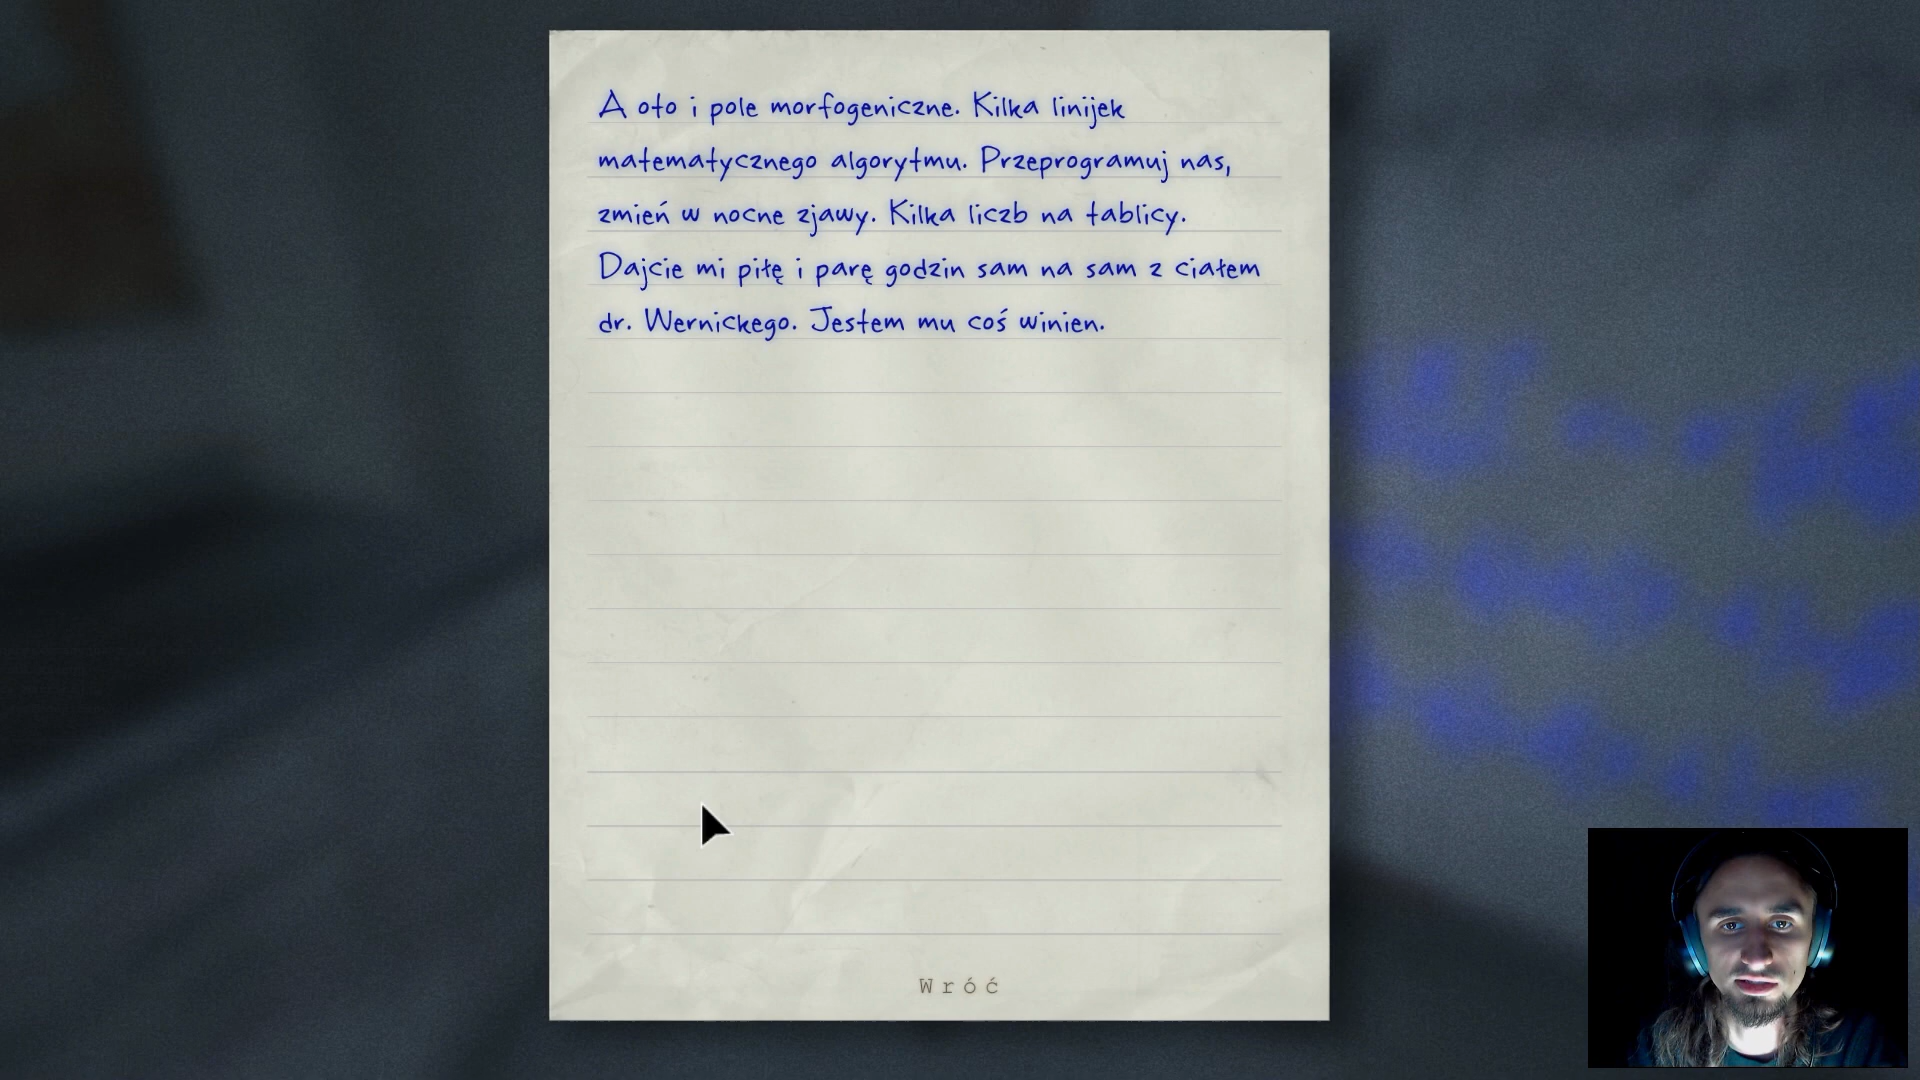 A oto i pole morfogeniczne. Kilka linijek
matematycznego algorytmu. Przeprogramuj nas,
zmień w nocne zjawy. Kilka liczb na tablicy.
Dajcie mi piłę i parę godzin sam na sam z ciałem
dr. Wernickego. Jestem mu coś winien.
Wróć